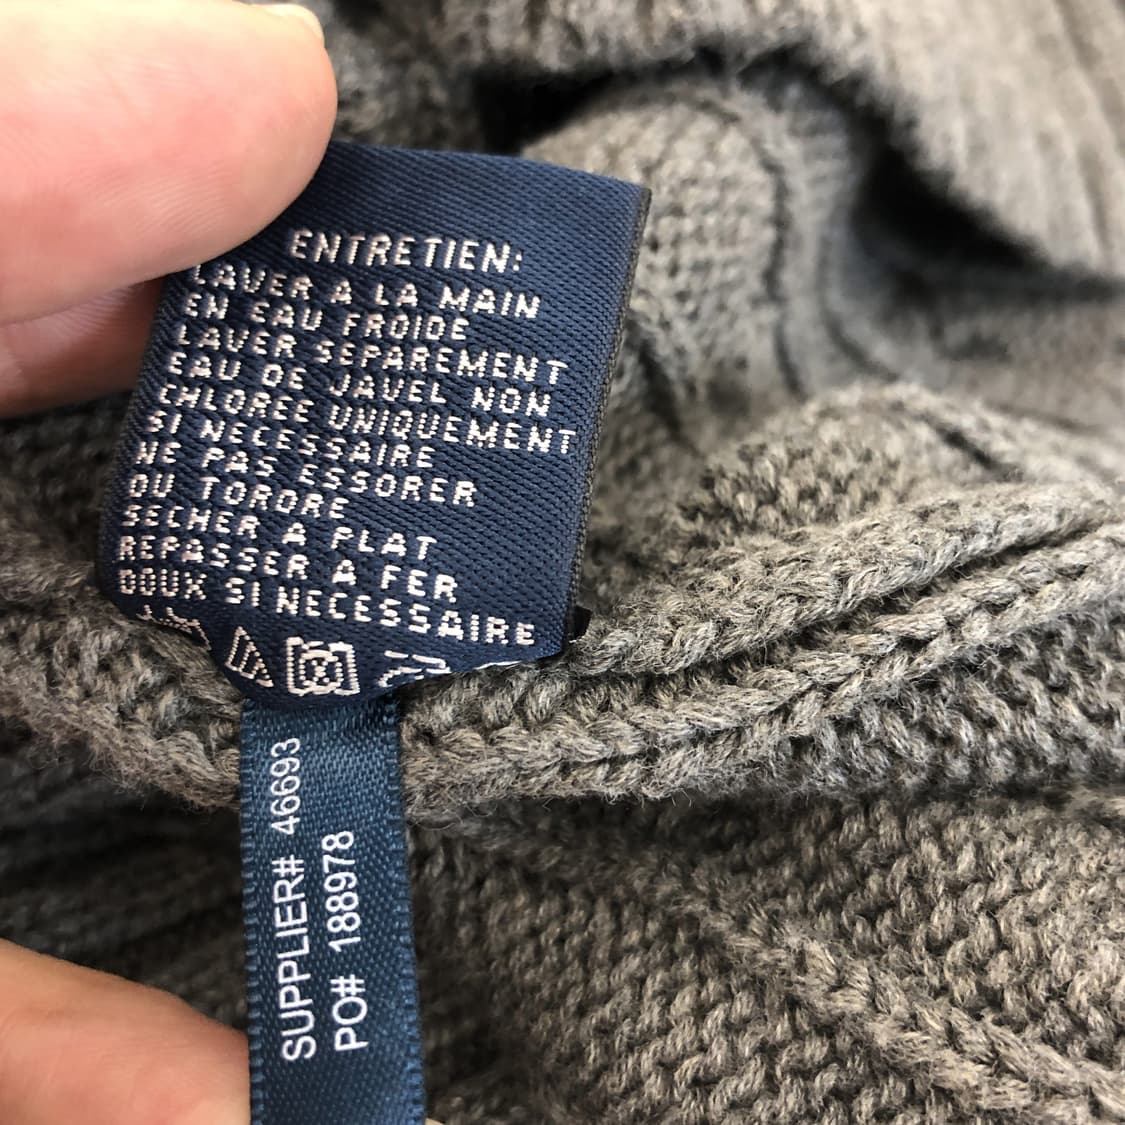 ENTRETIEN:
LAVER A LA MAIN
EN EAU FROIDE
LAVER SEPAREMENT
EAU DE JAVEL NON
CHLOREE UNIQUEMENT
SI NECESSAIRE
NE PAS ESSORER
OU TORDRE
SECHER A PLAT
REPASSER A FER
DOUX SI NECESSAIRE
SUPPLIER# 46693
PO# 188978